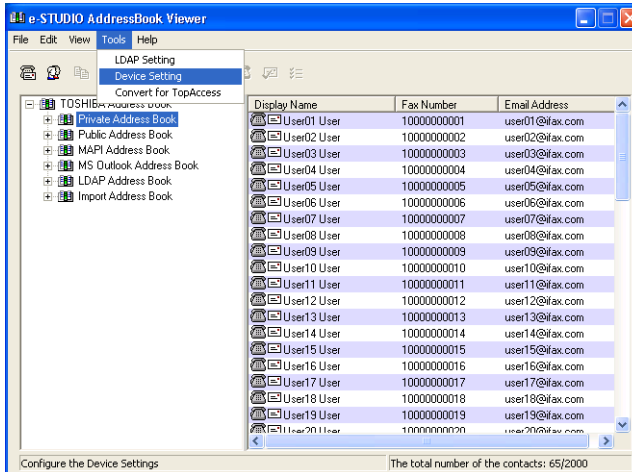 e-STUDIO AddressBook Viewer
File Edit View Tools Help
LDAP Setting
Device Setting
Convert for TopAccess
TOSHIBA Address Book
Private Address Book
Public Address Book
MAPI Address Book
MS Outlook Address Book
LDAP Address Book
Import Address Book
Display Name Fax Number Email Address
User01 User 10000000001 user01@ifax.com
User02 User 10000000002 user02@ifax.com
User03 User 10000000003 user03@ifax.com
User04 User 10000000004 user04@ifax.com
User05 User 10000000005 user05@ifax.com
User06 User 10000000006 user06@ifax.com
User07 User 10000000007 user07@ifax.com
User08 User 10000000008 user08@ifax.com
User09 User 10000000009 user09@ifax.com
User10 User 10000000010 user10@ifax.com
User11 User 10000000011 user11@ifax.com
User12 User 10000000012 user12@ifax.com
User13 User 10000000013 user13@ifax.com
User14 User 10000000014 user14@ifax.com
User15 User 10000000015 user15@ifax.com
User16 User 10000000016 user16@ifax.com
User17 User 10000000017 user17@ifax.com
User18 User 10000000018 user18@ifax.com
User19 User 10000000019 user19@ifax.com
User20 User 10000000020 user20@ifax.com
Configure the Device Settings The total number of the contacts: 65/2000